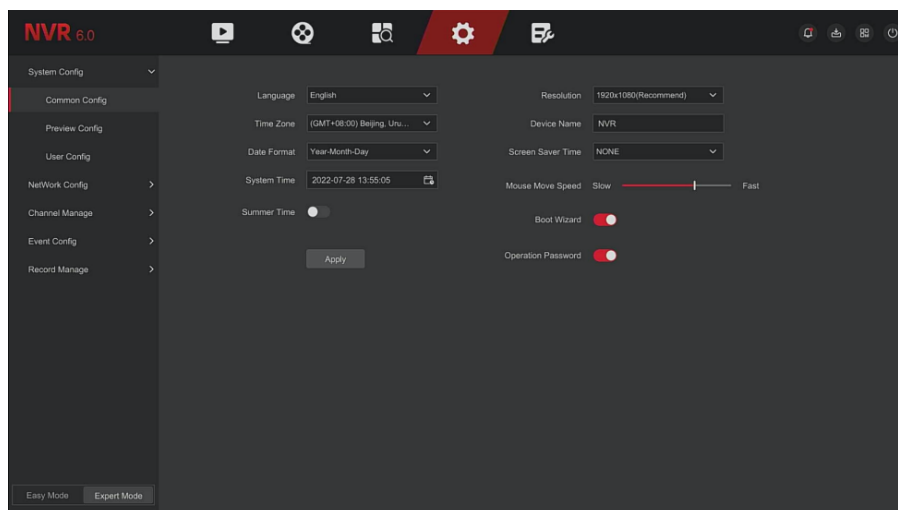 NVR 6.0
System Config
Common Config
Preview Config
User Config
NetWork Config
Channel Manage
Event Config
Record Manage
Easy Mode
Expert Mode
Language English
Time Zone (GMT+08:00) Beijing, Uru...
Date Format Year-Month-Day
System Time 2022-07-28 13:55:05
Summer Time
Apply
Resolution 1920x1080(Recommend)
Device Name NVR
Screen Saver Time NONE
Mouse Move Speed Slow Fast
Boot Wizard
Operation Password